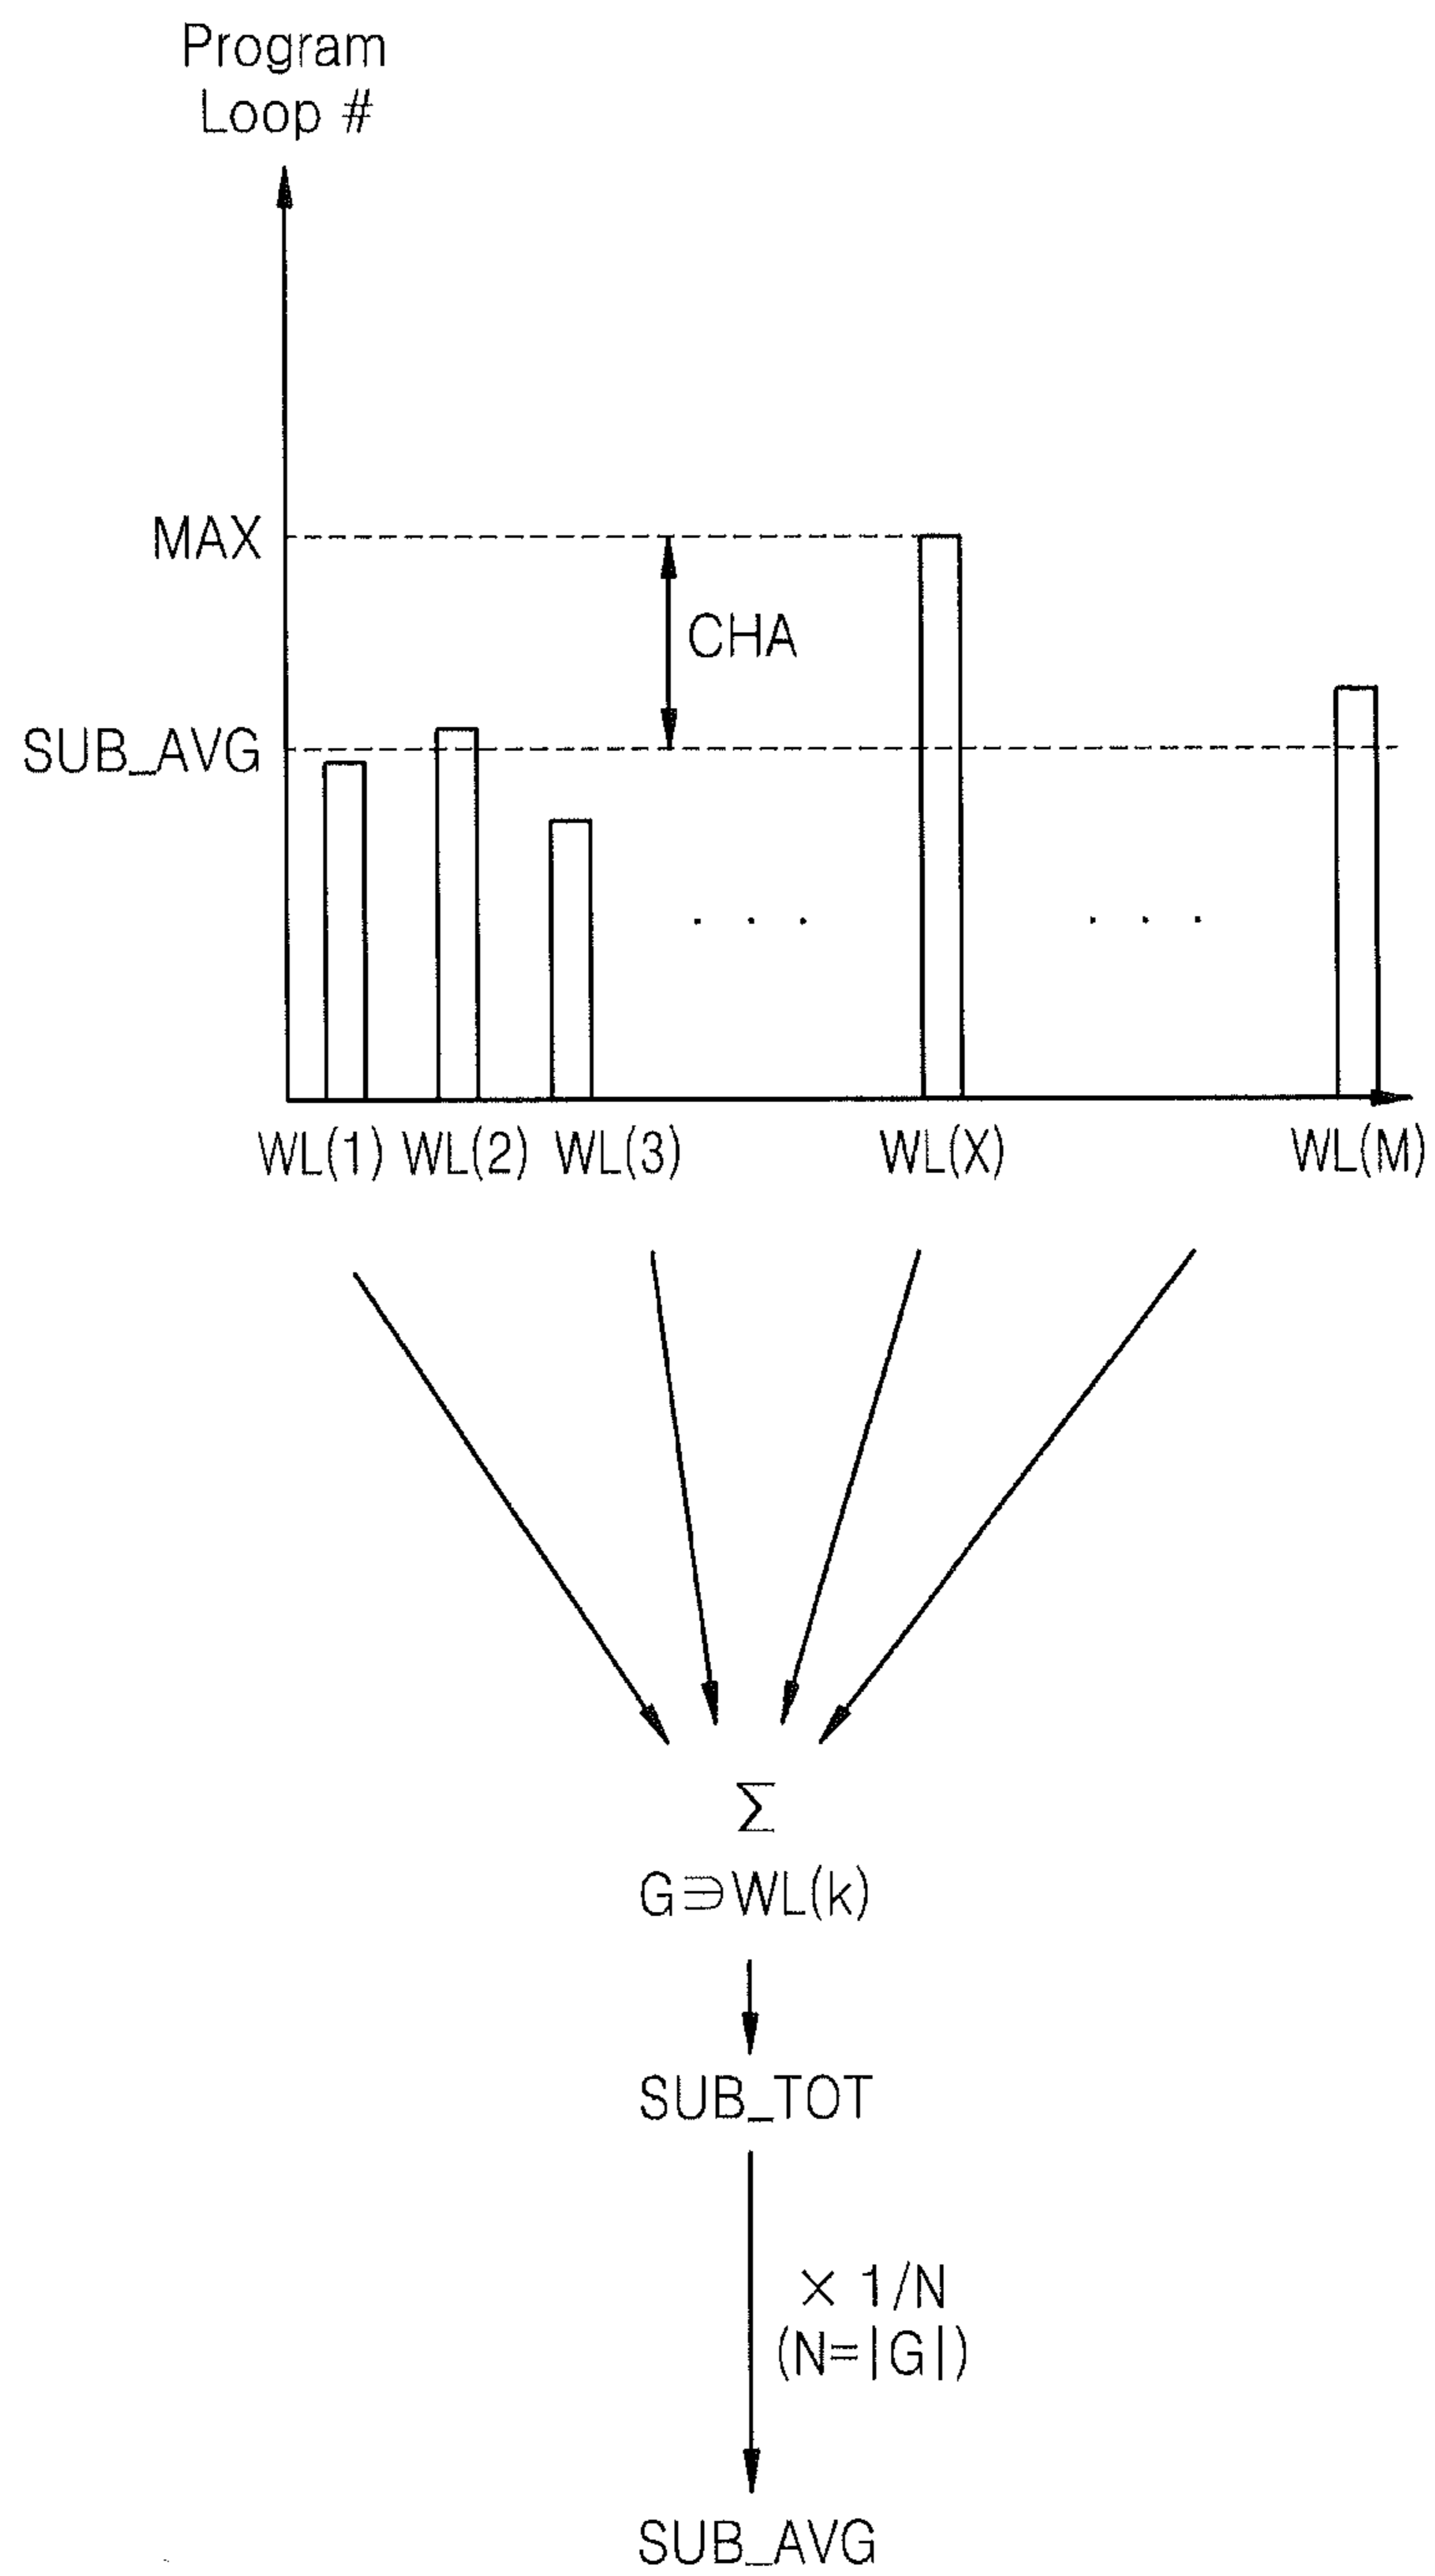 Program
Loop #
MAX
CHA
SUB_AVG
. . .
. . .
WL(1) WL(2) WL(3) WL(X) WL(M)
Σ
G∋WL(k)
SUB_TOT
× 1/N
(N=|G|)
SUB_AVG